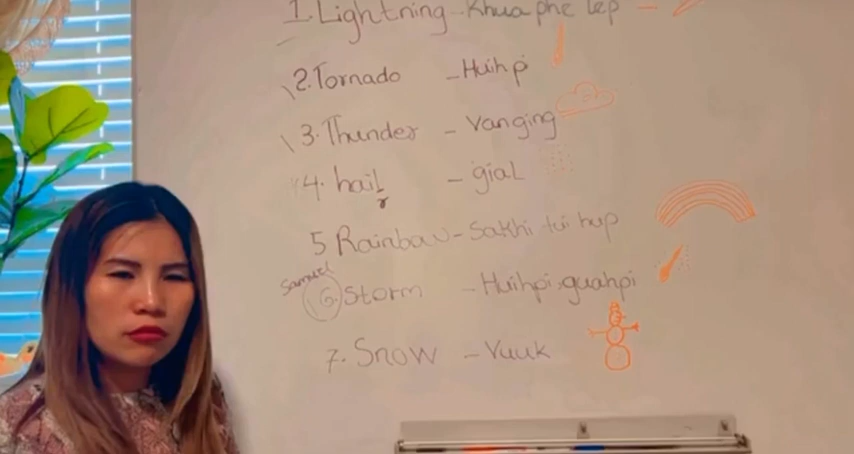 1. Lightning - Khua phe lep -
2. Tornado - Huih pi
3. Thunder - Vanging
4. hail - gial
5 Rainbow - Sakhi tui hup
Samuel
6. Storm - Huihpi, guahpi
7. Snow - Vuuk